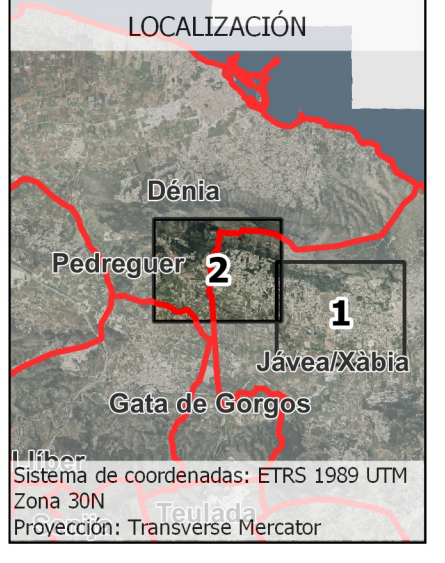 LOCALIZACIÓN
Dénia
Pedreguer
2
1
Jávea/Xàbia
Gata de Gorgos
Llíber
Sistema de coordenadas: ETRS 1989 UTM
Zona 30N
Teulada
Proyección: Transverse Mercator